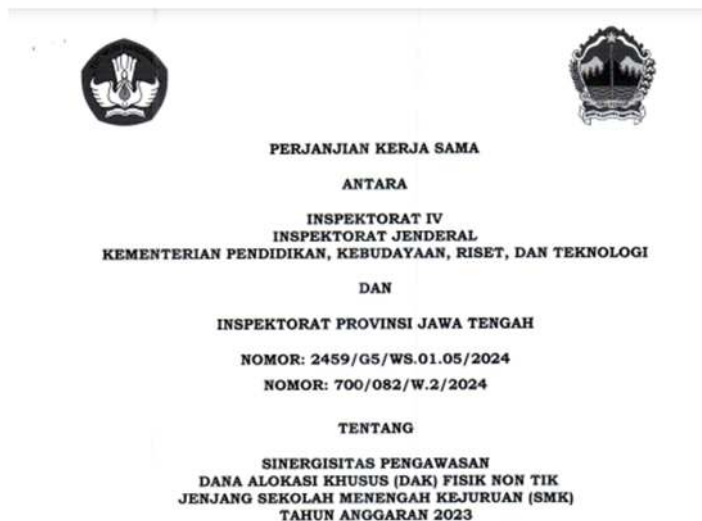 PERJANJIAN KERJA SAMA
ANTARA
INSPEKTORAT IV
INSPEKTORAT JENDERAL
KEMENTERIAN PENDIDIKAN, KEBUDAYAAN, RISET, DAN TEKNOLOGI
DAN
INSPEKTORAT PROVINSI JAWA TENGAH
NOMOR: 2459/G5/WS.01.05/2024
NOMOR: 700/082/W.2/2024
TENTANG
SINERGISITAS PENGAWASAN
DANA ALOKASI KHUSUS (DAK) FISIK NON TIK
JENJANG SEKOLAH MENENGAH KEJURUAN (SMK)
TAHUN ANGGARAN 2023